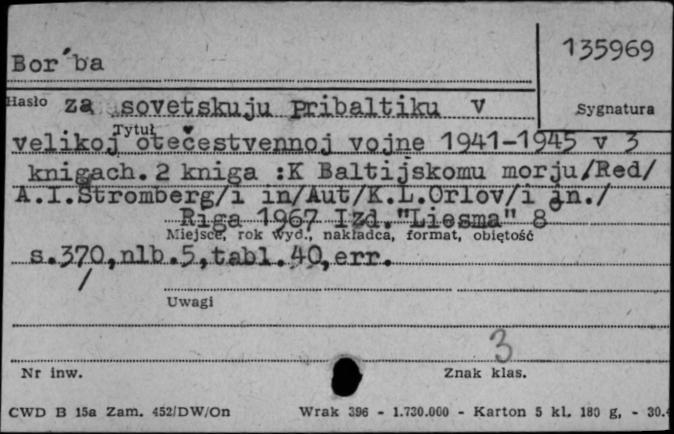 135969
Bor´ba
Hasło za sovetskuju pribaltiku v Sygnatura
Tytuł
velikoj otečestvennoj vojne 1941-1945 v 3
knigach. 2 kniga :K Baltijskomu morju/Red/
A.I.Stromberg/i in/Aut/K.L.Orlov/i in./
Riga 1967 Izd."Liesma" 8°
Miejsce, rok wyd., nakładca, format, objętość
s.370,nlb.5,tabl.40,err.
/
Uwagi
3
Nr inw. Znak klas.
CWD B 15a Zam. 452/DW/On Wrak 396 - 1.730.000 - Karton 5 kl. 180 g, - 30.